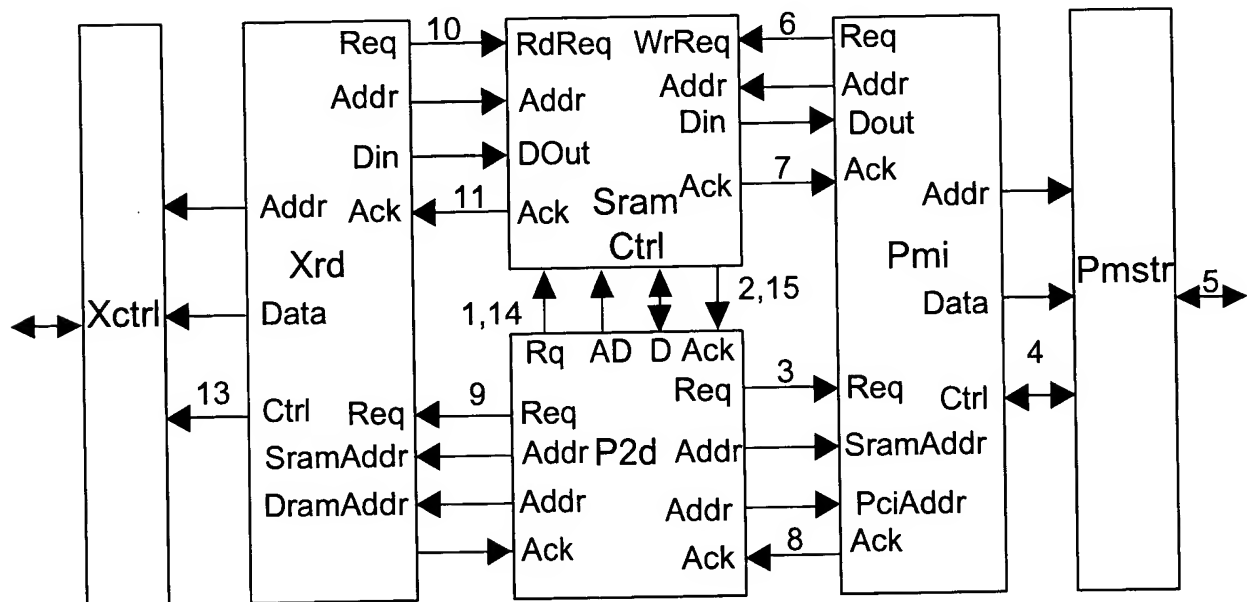 Req 10 RdReq WrReq 6 Req
Addr Addr Addr Addr
Din DOut Din Dout
Addr Ack 11 Ack Sram Ack 7 Ack Addr
Xrd Ctrl Pmi Pmstr 5
Xctrl Data 1,14 2,15 Data
Rq AD D Ack 4
13 Ctrl Req 9 Req Req 3 Req Ctrl
SramAddr Addr P2d Addr SramAddr
DramAddr Addr Addr PciAddr
Ack Ack 8 Ack